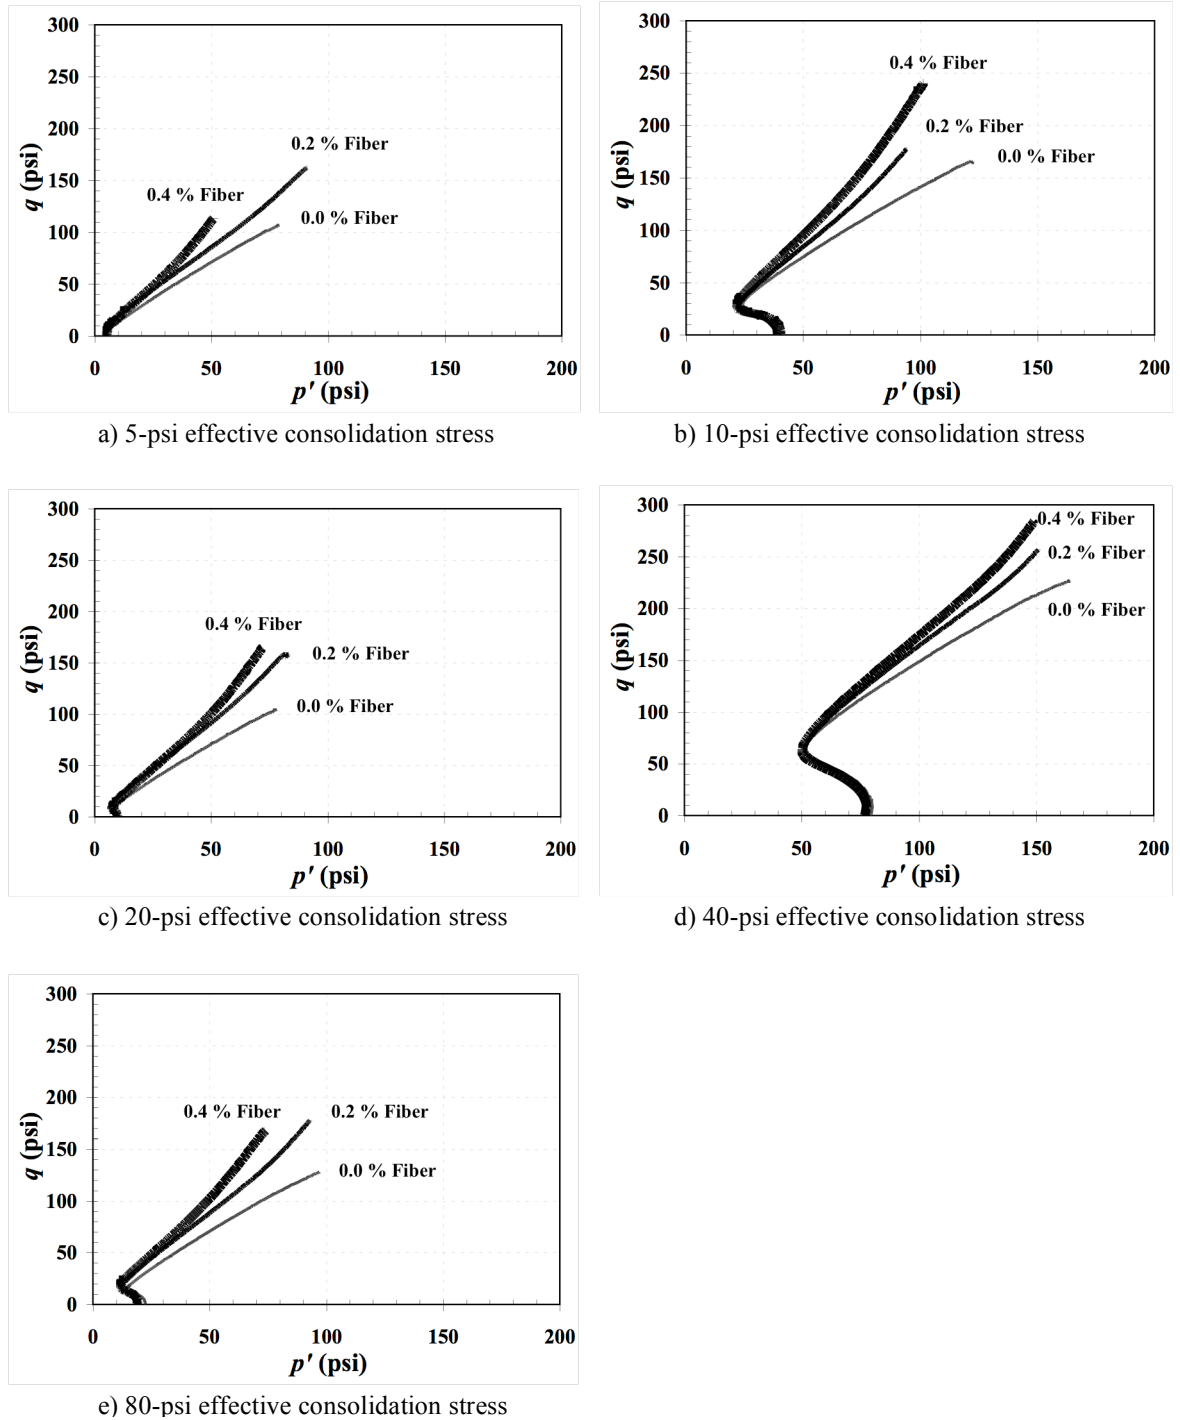 300
250
200
150
100
50
0
q (psi)
0.2 % Fiber
0.4 % Fiber
0.0 % Fiber
0 50 100 150 200
p' (psi)
a) 5-psi effective consolidation stress
300
250
200
150
100
50
0
q (psi)
0.4 % Fiber
0.2 % Fiber
0.0 % Fiber
0 50 100 150 200
p' (psi)
b) 10-psi effective consolidation stress
300
250
200
150
100
50
0
q (psi)
0.4 % Fiber
0.2 % Fiber
0.0 % Fiber
0 50 100 150 200
p' (psi)
c) 20-psi effective consolidation stress
300
250
200
150
100
50
0
q (psi)
0.4 % Fiber
0.2 % Fiber
0.0 % Fiber
0 50 100 150 200
p' (psi)
d) 40-psi effective consolidation stress
300
250
200
150
100
50
0
q (psi)
0.4 % Fiber 0.2 % Fiber
0.0 % Fiber
0 50 100 150 200
p' (psi)
e) 80-psi effective consolidation stress